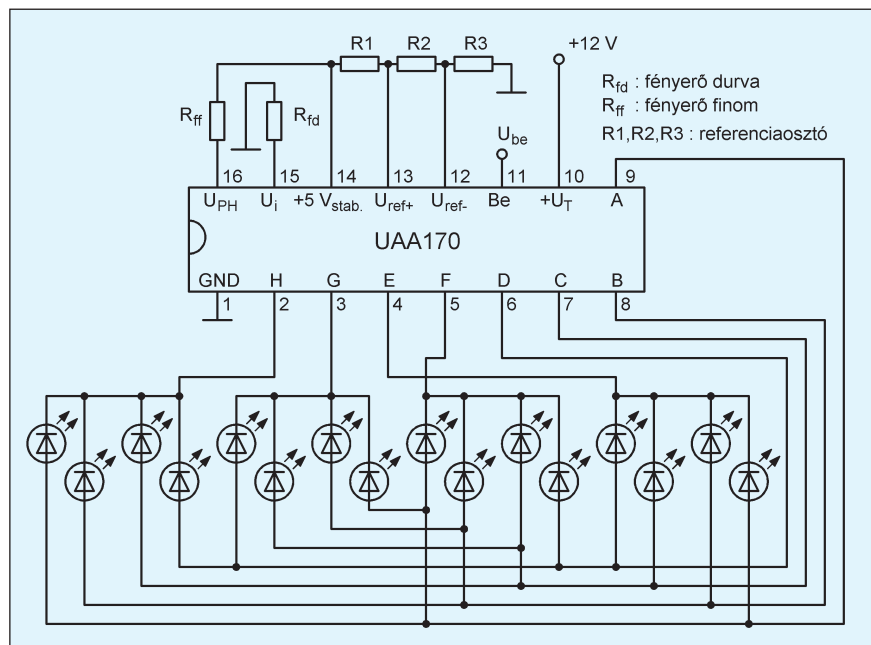 R1 R2 R3
+12 V
R_fd : fényerő durva
R_ff : fényerő finom
R1,R2,R3 : referenciaosztó
R_ff R_fd
U_be
16 15 14 13 12 11 10 9
U_PH U_i +5 V_stab. U_ref+ U_ref- Be +U_T A
UAA170
GND H G E F D C B
1 2 3 4 5 6 7 8